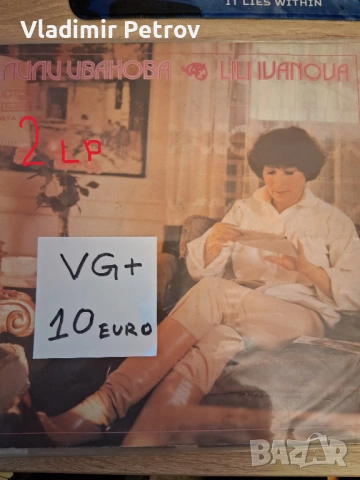 IT LIES WITHIN
Vladimir Petrov
ЛИЛИ ИВАНОВА LILI IVANOVA
2 LP
VG+
10 EURO
BAZAR